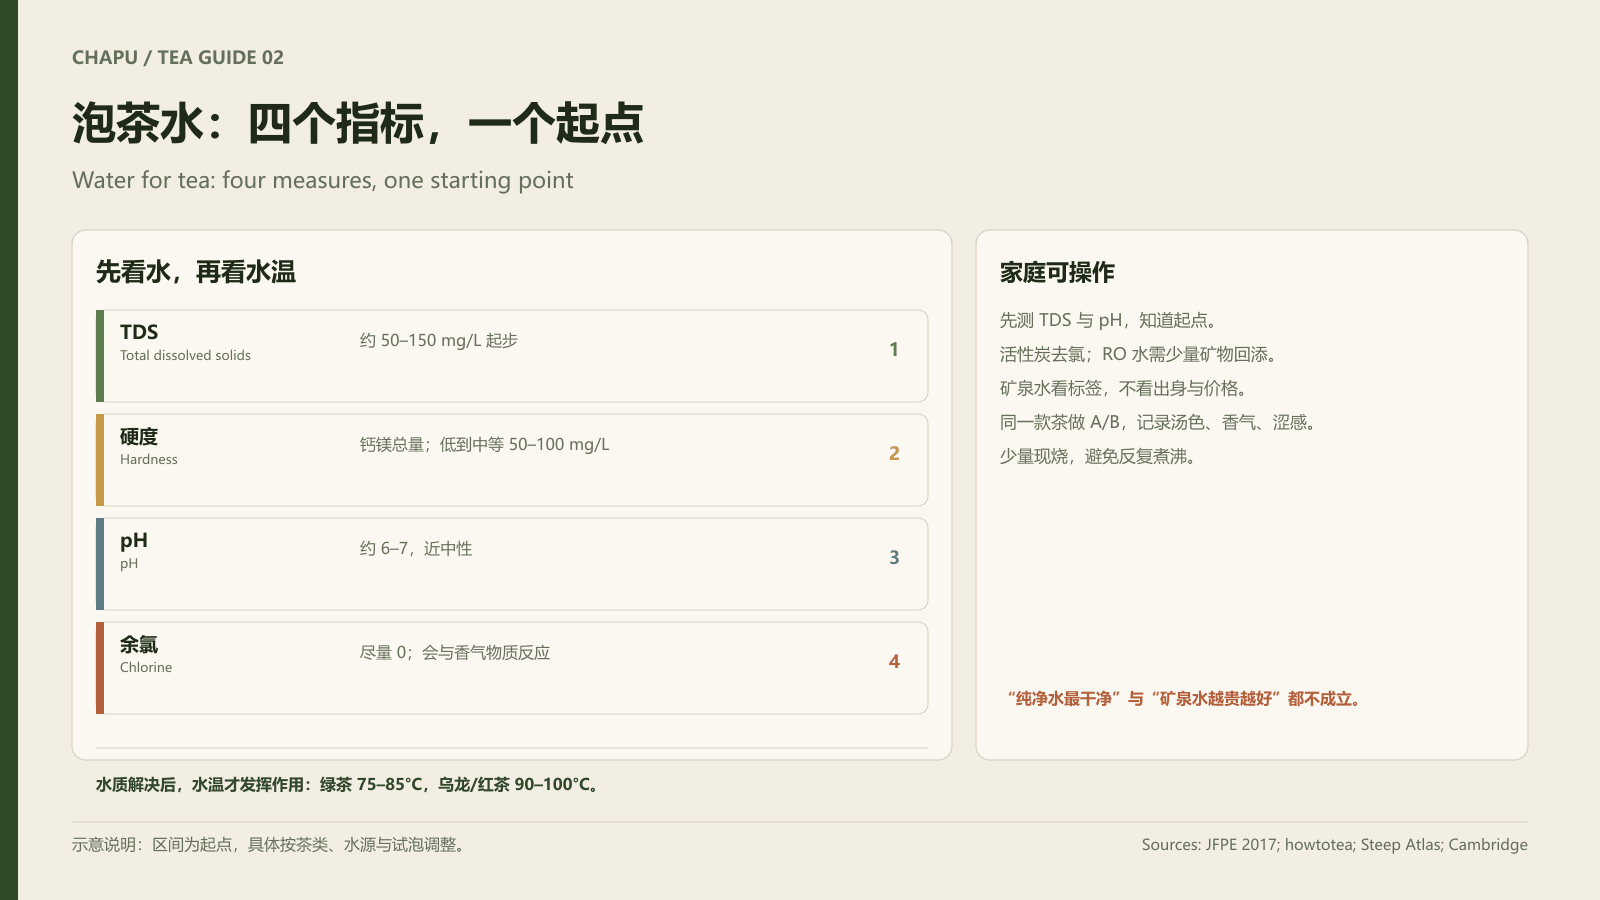 CHAPU / TEA GUIDE 02
泡茶水：四个指标，一个起点
Water for tea: four measures, one starting point
先看水，再看水温
TDS
Total dissolved solids
约 50–150 mg/L 起步
1
硬度
Hardness
钙镁总量；低到中等 50–100 mg/L
2
pH
pH
约 6–7，近中性
3
余氯
Chlorine
尽量 0；会与香气物质反应
4
水质解决后，水温才发挥作用：绿茶 75–85°C，乌龙/红茶 90–100°C。
家庭可操作
先测 TDS 与 pH，知道起点。
活性炭去氯；RO 水需少量矿物回添。
矿泉水看标签，不看出身与价格。
同一款茶做 A/B，记录汤色、香气、涩感。
少量现烧，避免反复煮沸。
“纯净水最干净”与“矿泉水越贵越好”都不成立。
示意说明：区间为起点，具体按茶类、水源与试泡调整。
Sources: JFPE 2017; howtotea; Steep Atlas; Cambridge